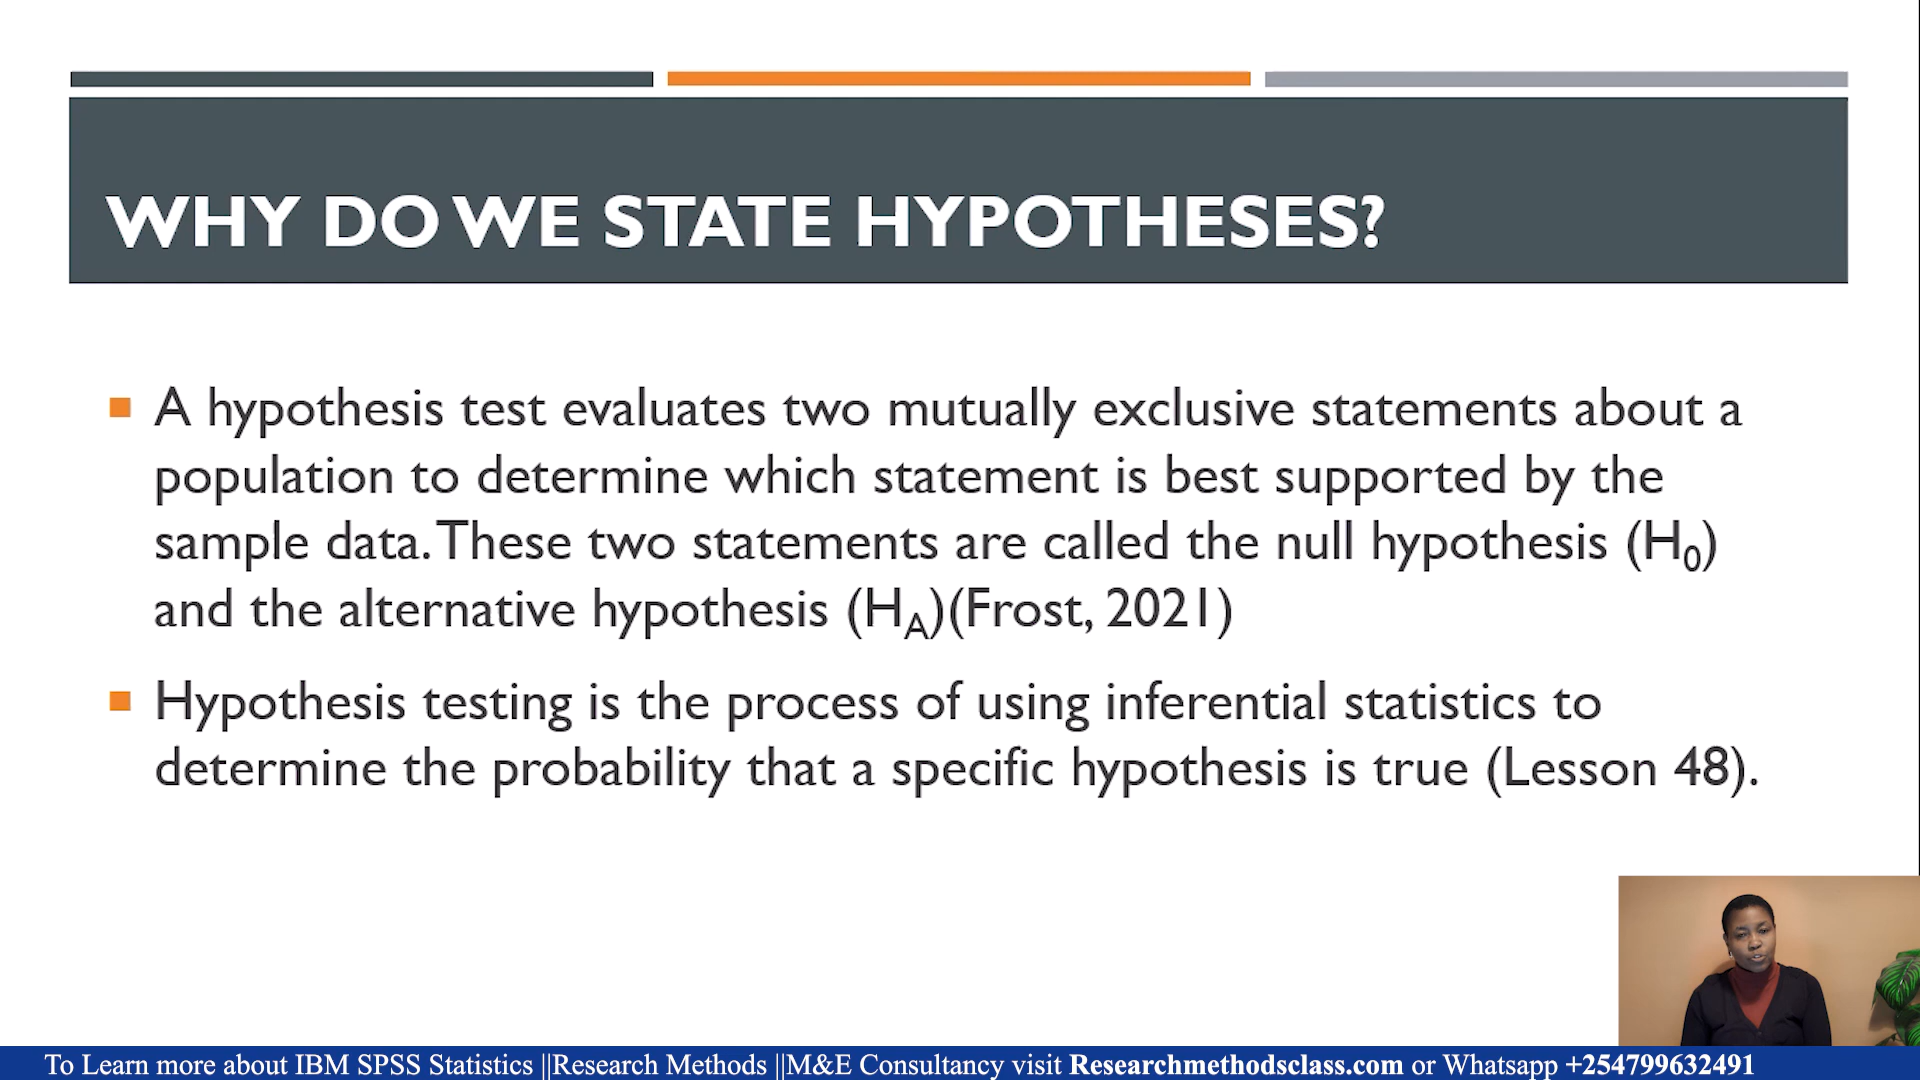 WHY DO WE STATE HYPOTHESES?
A hypothesis test evaluates two mutually exclusive statements about a
population to determine which statement is best supported by the
sample data. These two statements are called the null hypothesis (H₀)
and the alternative hypothesis (Hₐ)(Frost, 2021)
Hypothesis testing is the process of using inferential statistics to
determine the probability that a specific hypothesis is true (Lesson 48).
To Learn more about IBM SPSS Statistics ||Research Methods ||M&E Consultancy visit Researchmethodsclass.com or Whatsapp +254799632491